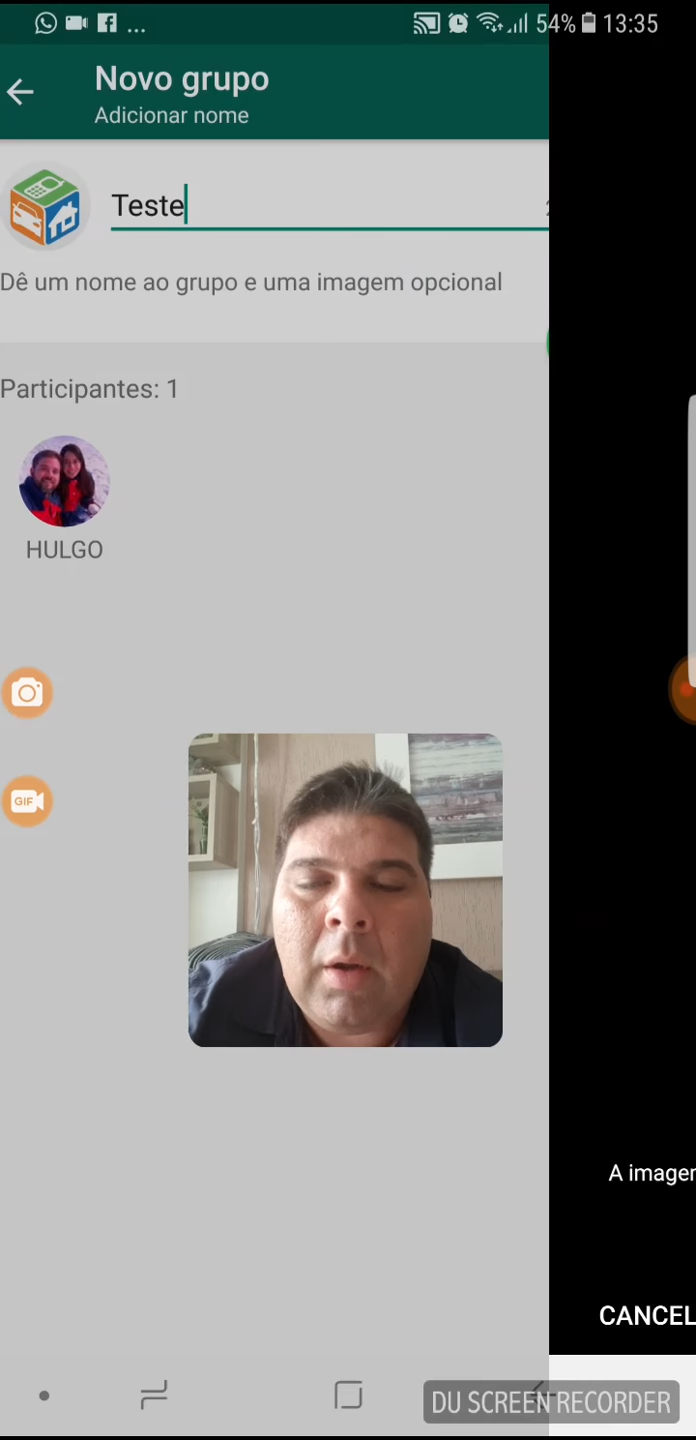 ... 54% 13:35
Novo grupo
Adicionar nome
Teste
Dê um nome ao grupo e uma imagem opcional
Participantes: 1
HULGO
GIF
A imagem
CANCEL
DU SCREEN RECORDER